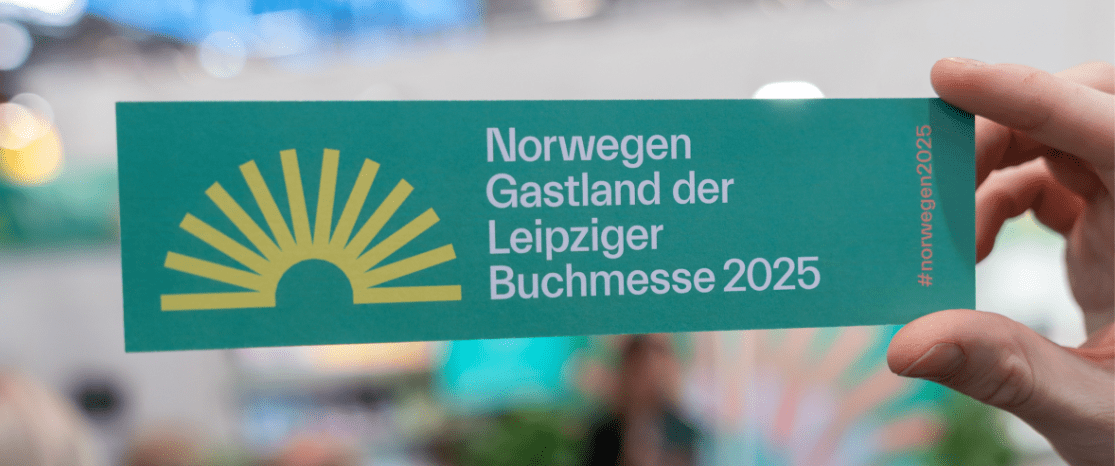 Norwegen
Gastland der
Leipziger
Buchmesse 2025
#norwegen2025